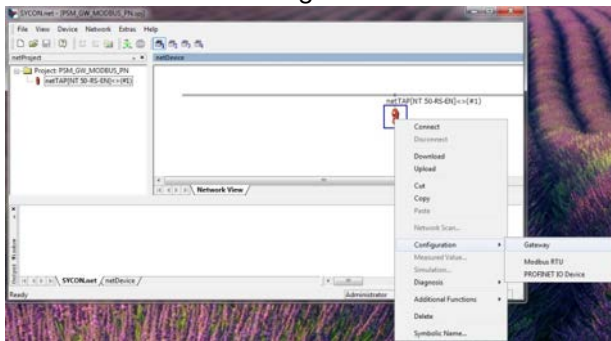 SYCON.net - [PSM_GW_MODBUS_PN.spj]
File View Device Network Extras Help
netProject
netDevice
Project: PSM_GW_MODBUS_PN
netTAP[NT 50-RS-EN]<>(#1)
netTAP[NT 50-RS-EN]<>(#1)
Connect
Disconnect
Download
Upload
Cut
Copy
Paste
Network Scan...
Configuration
Gateway
Modbus RTU
PROFINET IO Device
Measured Value...
Simulation...
Diagnosis
Additional Functions
Delete
Symbolic Name...
Network View
Output Window
SYCON.net netDevice
Ready
Administrator